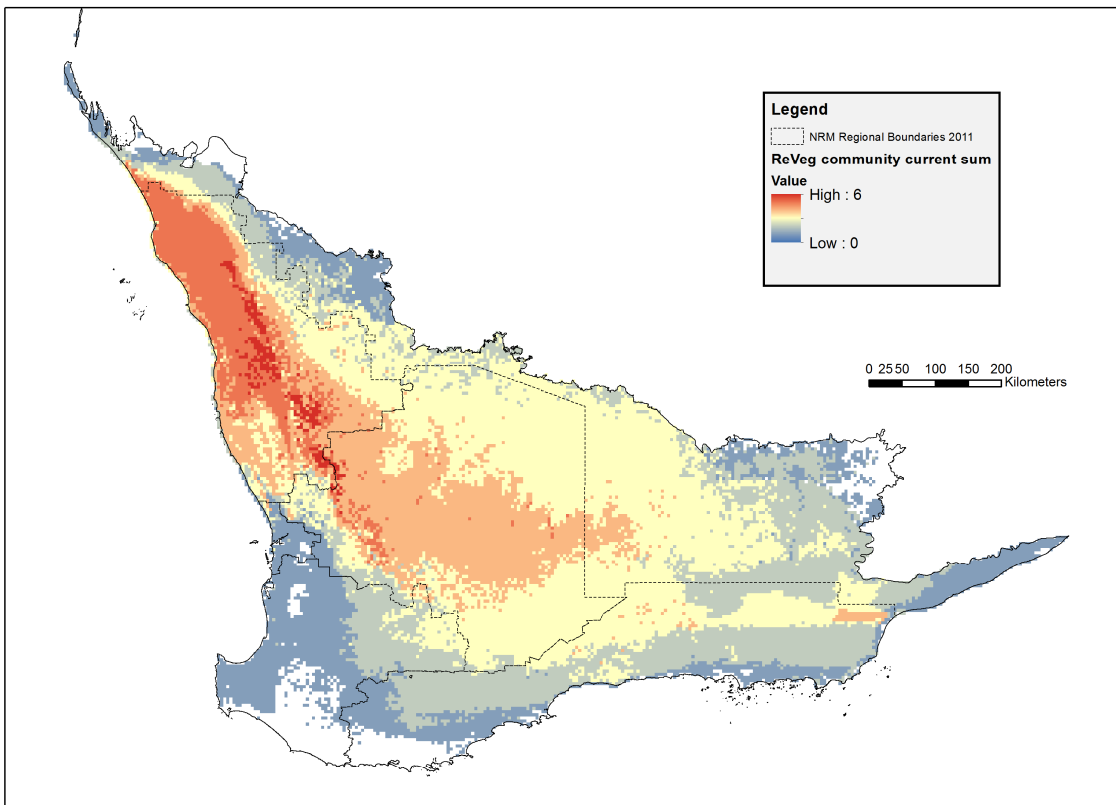 Legend
NRM Regional Boundaries 2011
ReVeg community current sum
Value
High : 6
Low : 0
0 25 50 100 150 200
Kilometers